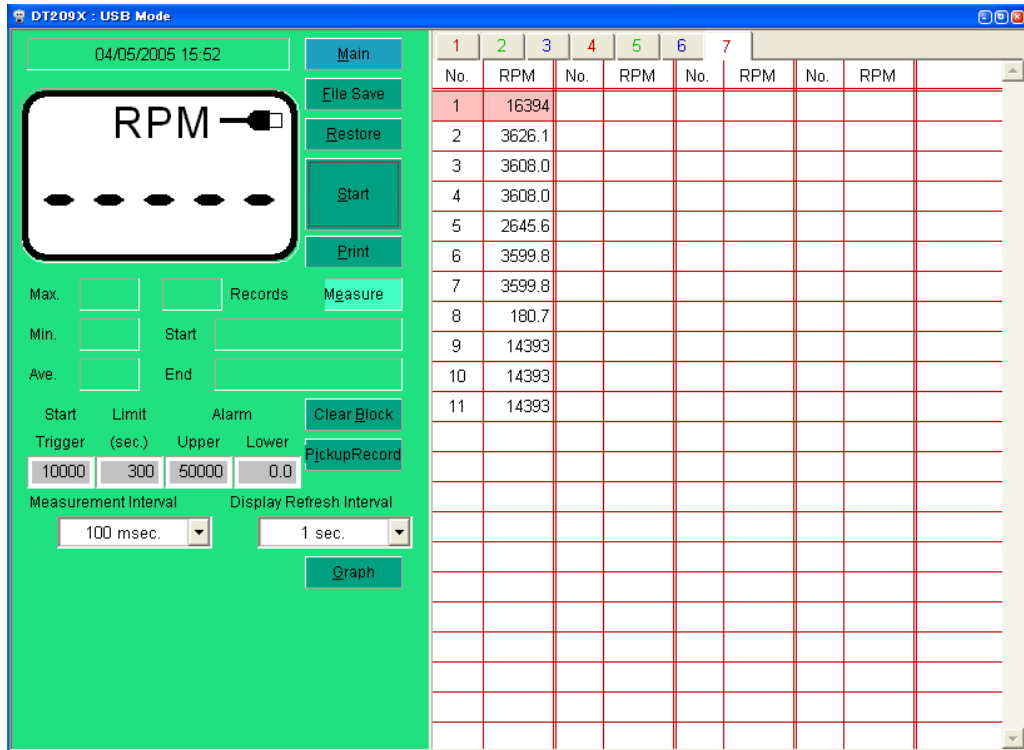 DT209X : USB Mode
04/05/2005 15:52
Main
File Save
Restore
Start
Print
RPM
- - - - -
Max. Records Measure
Min. Start
Ave. End
Start Limit Alarm Clear Block
Trigger (sec.) Upper Lower PickupRecord
10000 300 50000 0.0
Measurement Interval Display Refresh Interval
100 msec. 1 sec.
Graph
1 2 3 4 5 6 7
No. RPM No. RPM No. RPM No. RPM
1 16394
2 3626.1
3 3608.0
4 3608.0
5 2645.6
6 3599.8
7 3599.8
8 180.7
9 14393
10 14393
11 14393